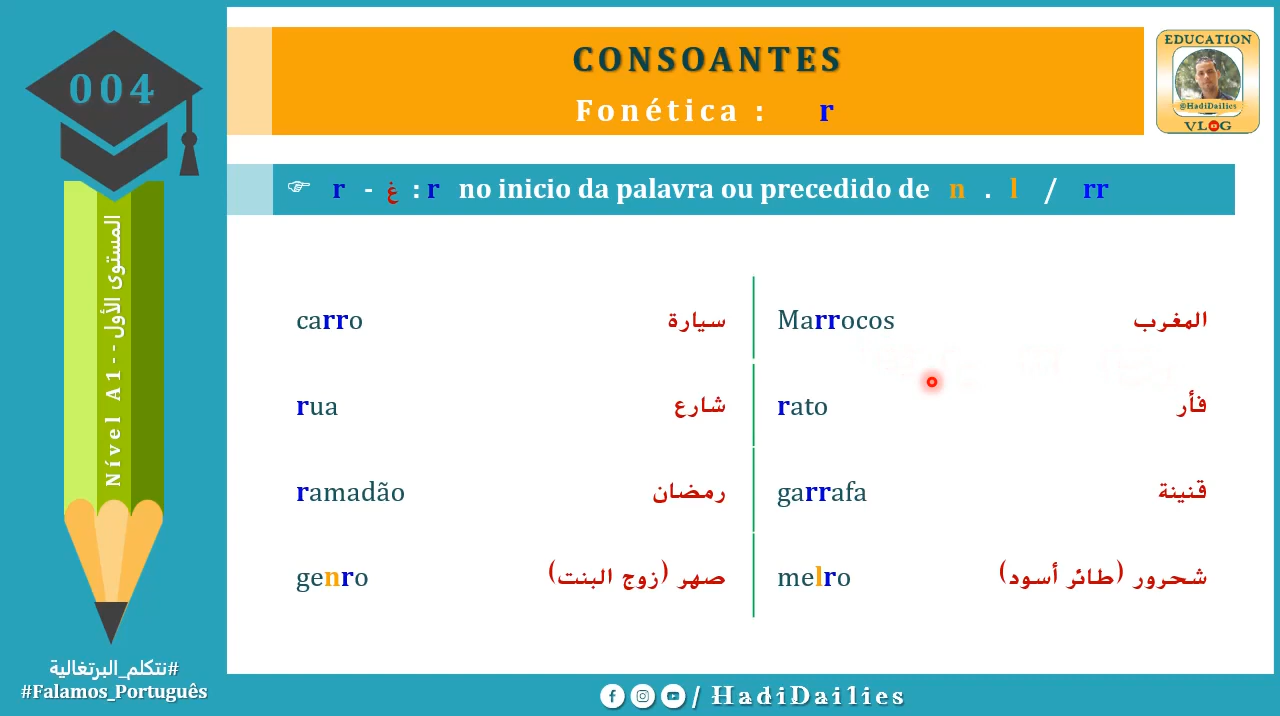 004
CONSOANTES
Fonética : r
EDUCATION
@HadiDailies
VLOG
☞ r - غ : r no inicio da palavra ou precedido de n . l / rr
المستوى الأول -- Nível A1
carro سيارة
Marrocos المغرب
rua شارع
rato فأر
ramadão رمضان
garrafa قنينة
genro صهر (زوج البنت)
melro شحرور (طائر أسود)
#نتكلم_البرتغالية
#Falamos_Português
/ HadiDailies